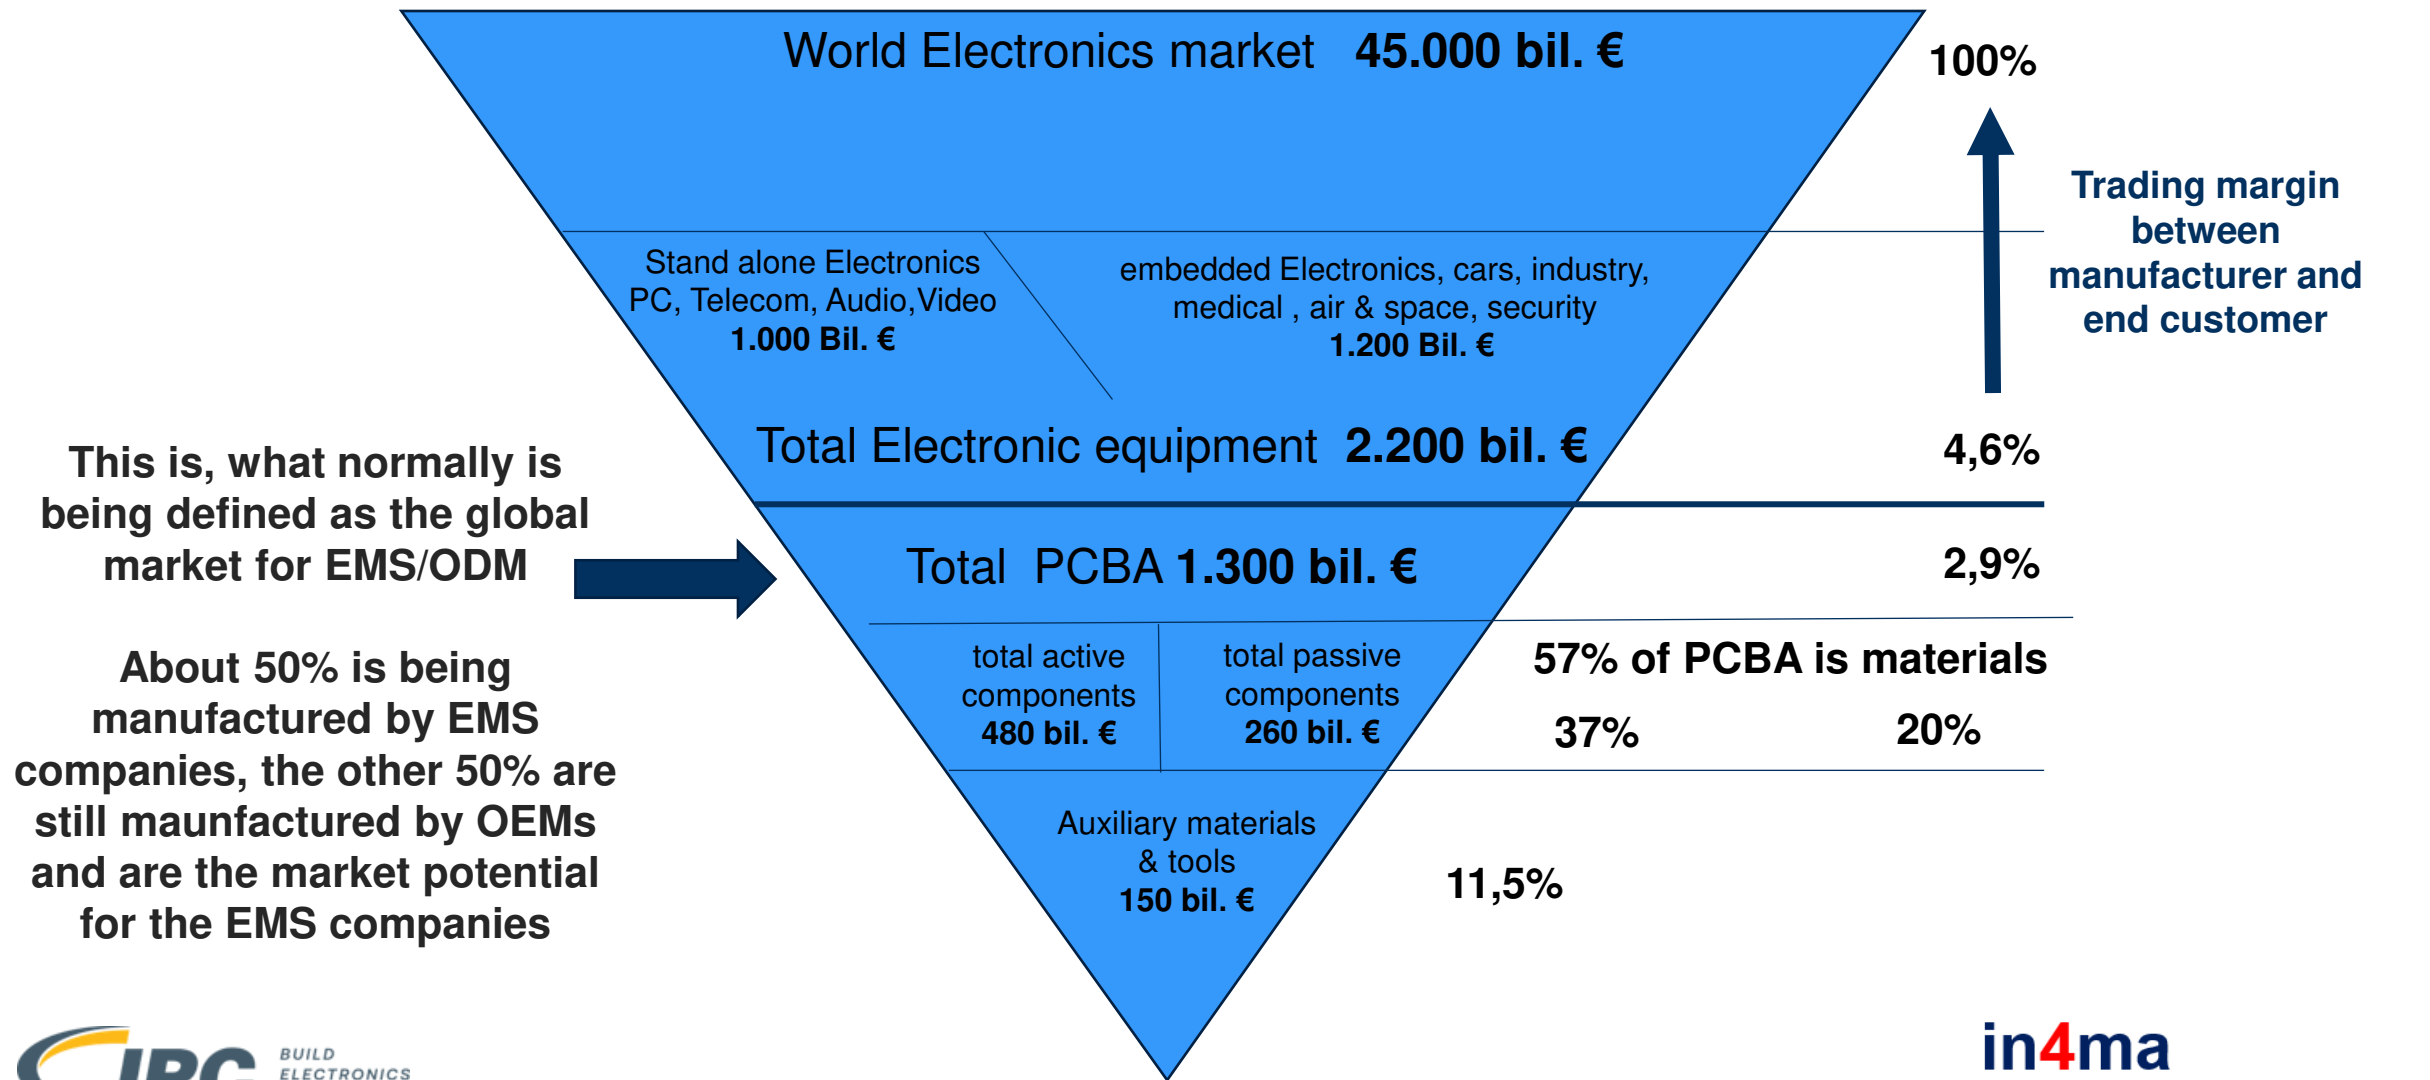 World Electronics market 45.000 bil. €
100%
Trading margin
between
manufacturer and
end customer
Stand alone Electronics
PC, Telecom, Audio,Video
1.000 Bil. €
embedded Electronics, cars, industry,
medical , air & space, security
1.200 Bil. €
Total Electronic equipment 2.200 bil. €
4,6%
This is, what normally is
being defined as the global
market for EMS/ODM
Total PCBA 1.300 bil. €
2,9%
About 50% is being
manufactured by EMS
companies, the other 50% are
still maunfactured by OEMs
and are the market potential
for the EMS companies
total active
components
480 bil. €
total passive
components
260 bil. €
57% of PCBA is materials
37%
20%
Auxiliary materials
& tools
150 bil. €
11,5%
IPC
BUILD
ELECTRONICS
in4ma